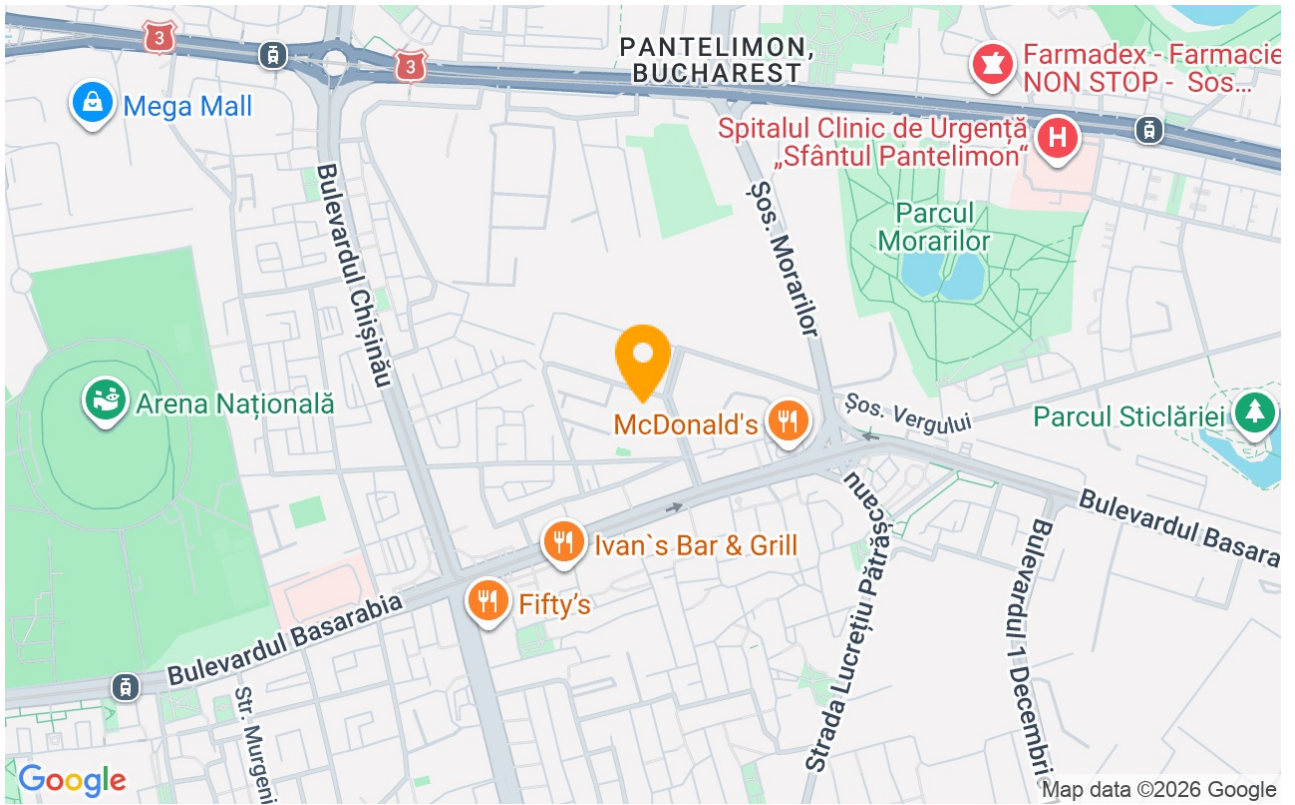 3
3
PANTELIMON,
BUCHAREST
Farmadex - Farmacie
NON STOP - Sos...
Mega Mall
Spitalul Clinic de Urgență
„Sfântul Pantelimon“
H
Bulevardul Chișinău
Șos. Morarilor
Parcul
Morarilor
Arena Națională
McDonald's
Șos. Vergului
Parcul Sticlăriei
Bulevardul Basara
Ivan`s Bar & Grill
Fifty’s
Bulevardul Basarabia
Strada Lucrețiu Pătrășcanu
Bulevardul 1 Decembri
Str. Murgeni
Google
Map data ©2026 Google